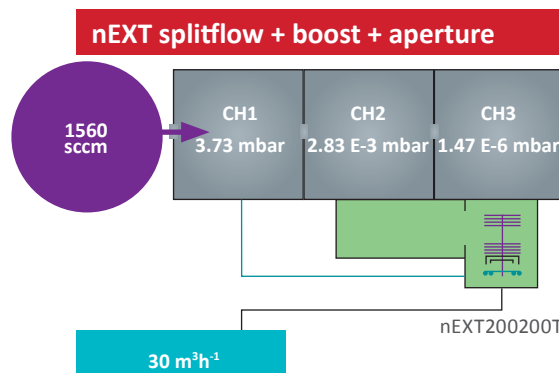 nEXT splitflow + boost + aperture
1560
sccm
CH1
3.73 mbar
CH2
2.83 E-3 mbar
CH3
1.47 E-6 mbar
nEXT200200T
30 m³h⁻¹